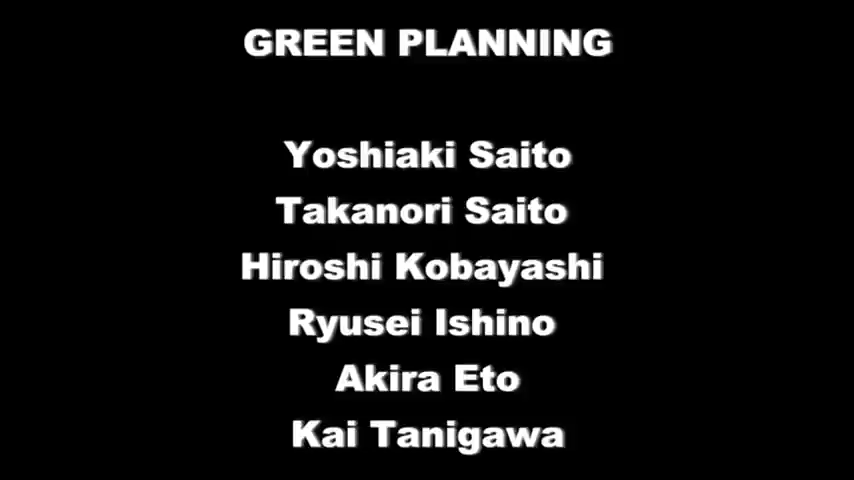 GREEN PLANNING
Yoshiaki Saito
Takanori Saito
Hiroshi Kobayashi
Ryusei Ishino
Akira Eto
Kai Tanigawa